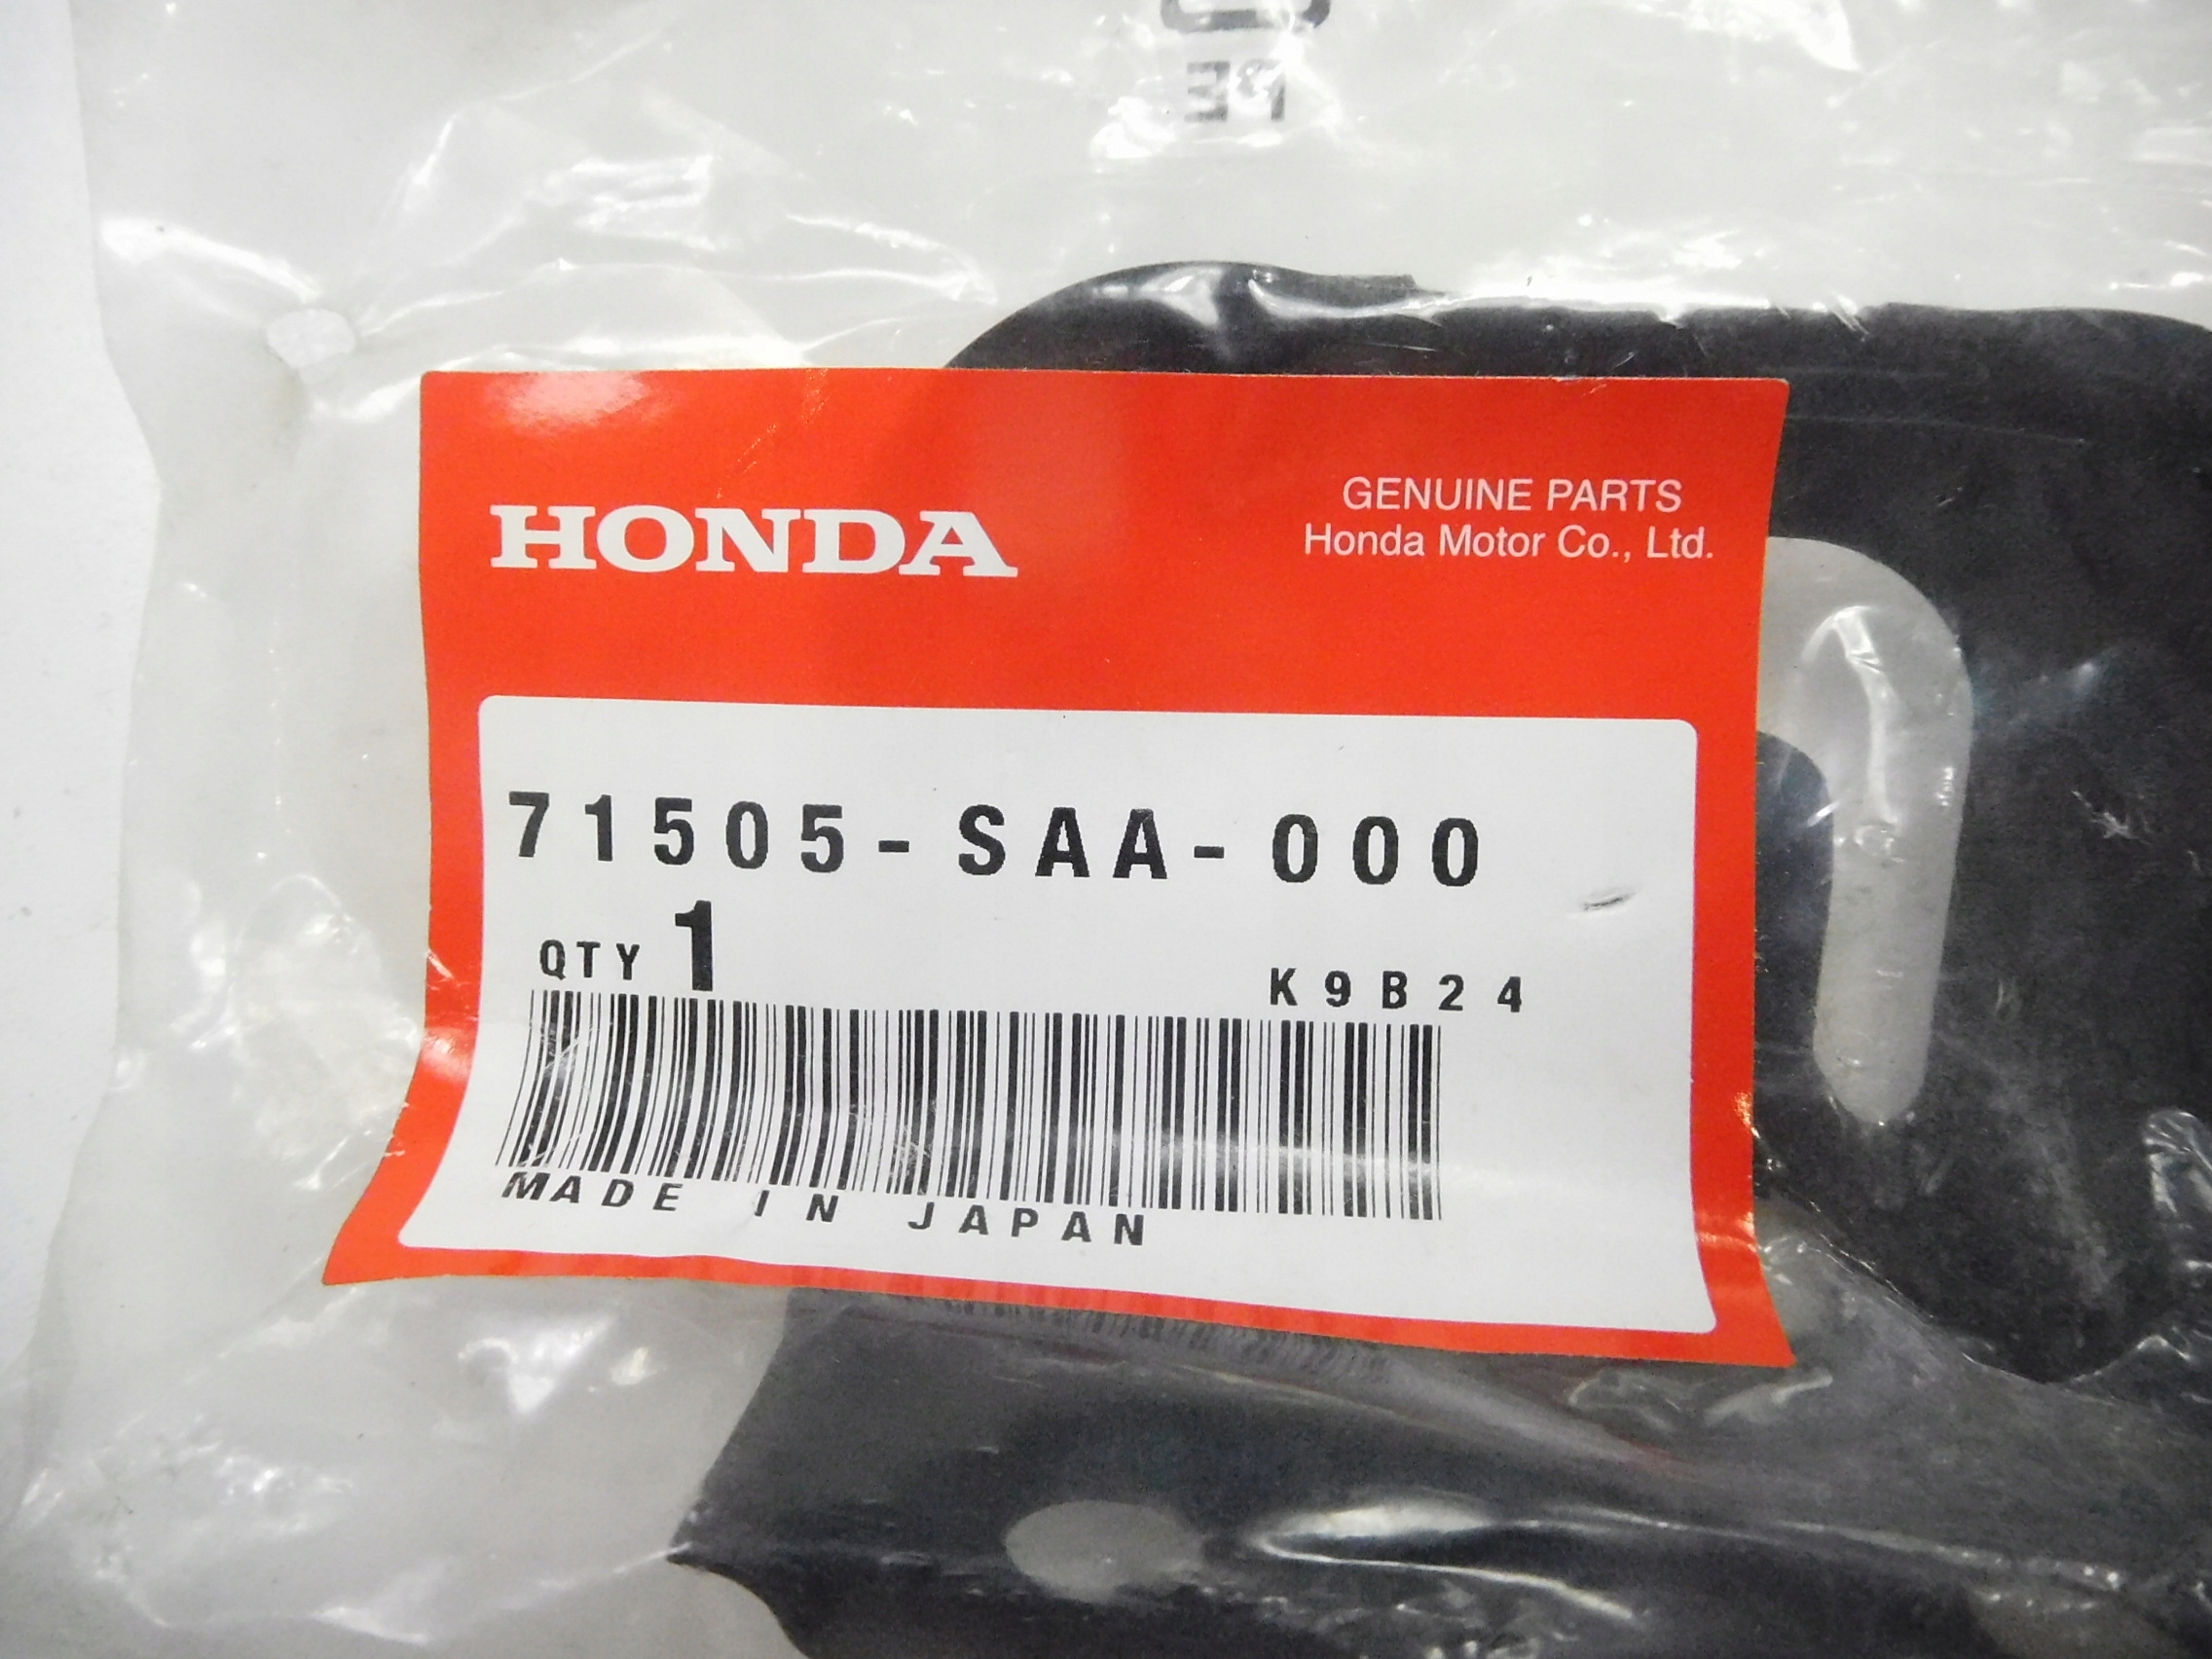 HONDA
GENUINE PARTS
Honda Motor Co., Ltd.
71505-SAA-000
QTY 1
K9B24
MADE IN JAPAN